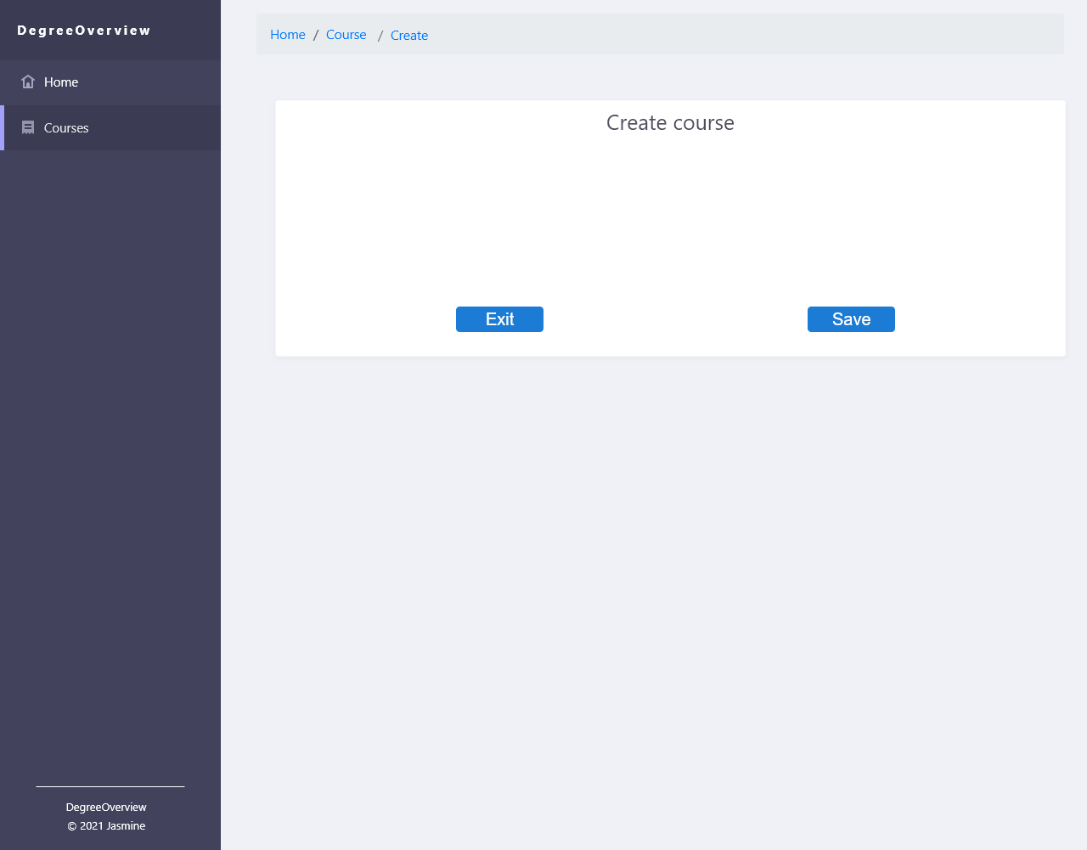 DegreeOverview
Home
Courses
Home / Course / Create
Create course
Exit
Save
DegreeOverview
© 2021 Jasmine